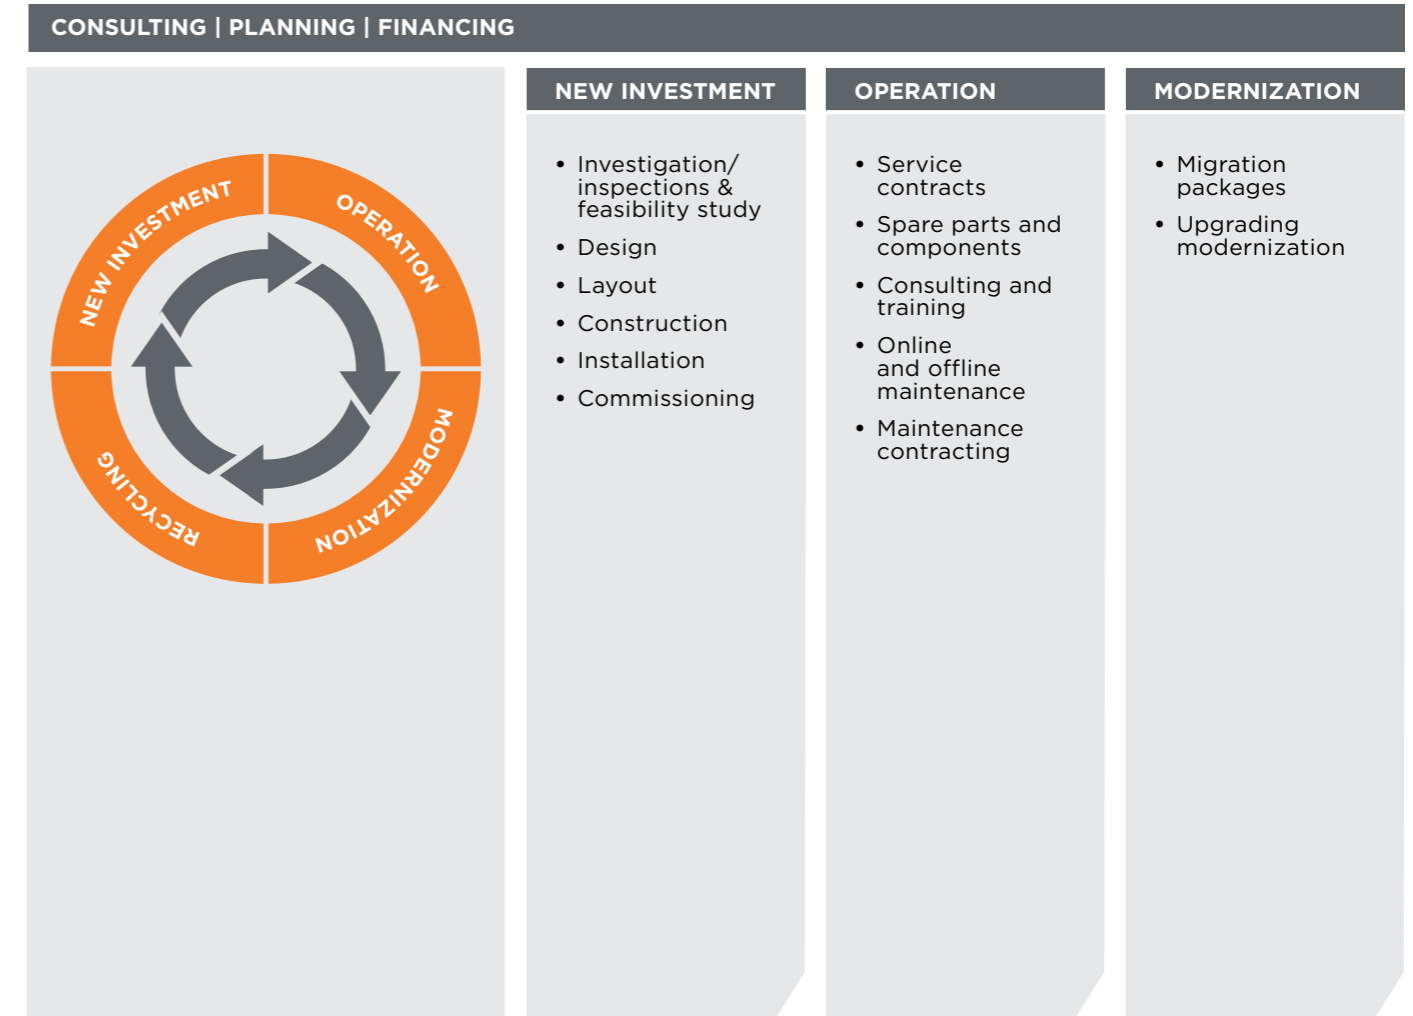 CONSULTING | PLANNING | FINANCING
NEW INVESTMENT
OPERATION
MODERNIZATION
RECYCLING
NEW INVESTMENT
• Investigation/
inspections &
feasibility study
• Design
• Layout
• Construction
• Installation
• Commissioning
OPERATION
• Service
contracts
• Spare parts and
components
• Consulting and
training
• Online
and offline
maintenance
• Maintenance
contracting
MODERNIZATION
• Migration
packages
• Upgrading
modernization